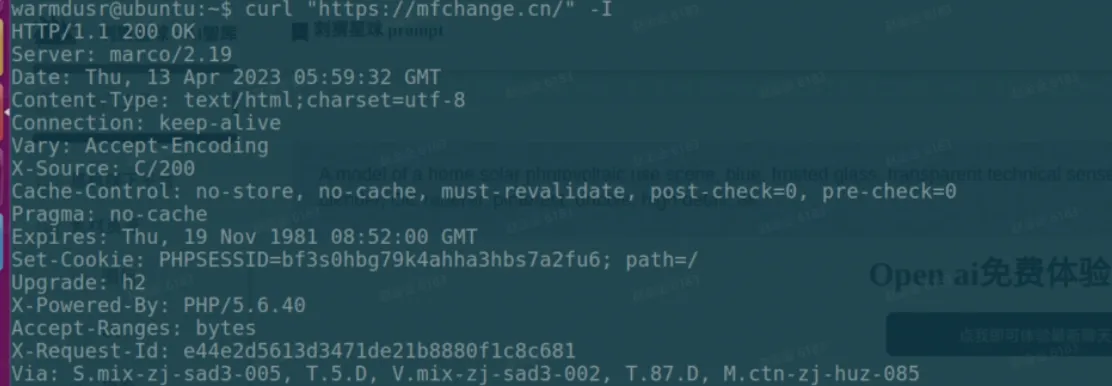 warmdusr@ubuntu:~$ curl "https://mfchange.cn/" -I
HTTP/1.1 200 OK
Server: marco/2.19
Date: Thu, 13 Apr 2023 05:59:32 GMT
Content-Type: text/html;charset=utf-8
Connection: keep-alive
Vary: Accept-Encoding
X-Source: C/200
Cache-Control: no-store, no-cache, must-revalidate, post-check=0, pre-check=0
Pragma: no-cache
Expires: Thu, 19 Nov 1981 08:52:00 GMT
Set-Cookie: PHPSESSID=bf3s0hbg79k4ahha3hbs7a2fu6; path=/
Upgrade: h2
X-Powered-By: PHP/5.6.40
Accept-Ranges: bytes
X-Request-Id: e44e2d5613d3471de21b8880f1c8c681
Via: S.mix-zj-sad3-005, T.5.D, V.mix-zj-sad3-002, T.87.D, M.ctn-zj-huz-085
prompt
A model of a home solar photovoltaic use scene, blue, frosted glass, transparent technical
Open ai免费体验